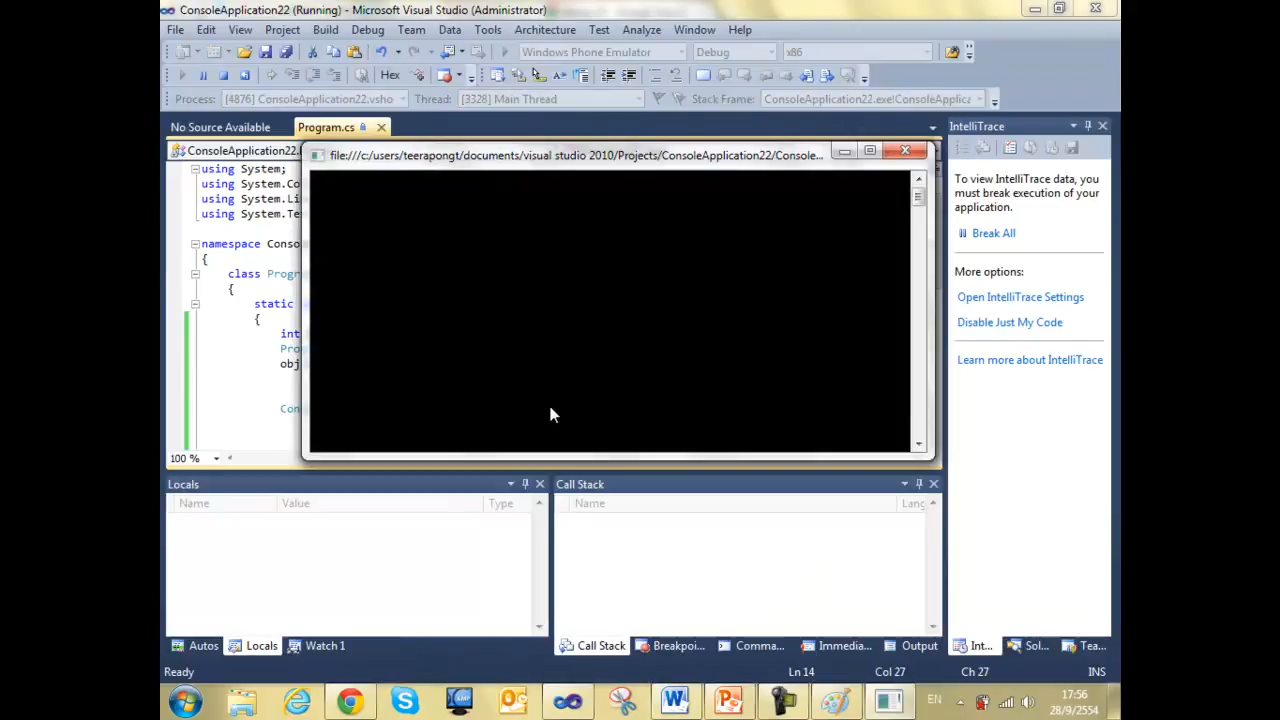 ConsoleApplication22 (Running) - Microsoft Visual Studio (Administrator)
File Edit View Project Build Debug Team Data Tools Architecture Test Analyze Window Help
Windows Phone Emulator Debug x86
Hex
Process: [4876] ConsoleApplication22.vsho Thread: [3328] Main Thread Stack Frame: ConsoleApplication22.exe!ConsoleApplica
No Source Available Program.cs
ConsoleApplication22.
file:///c:/users/teerapongt/documents/visual studio 2010/Projects/ConsoleApplication22/Console...
using System;
using System.Co
using System.Li
using System.Te
namespace Conso
{
class Progr
{
static
{
int
Pro
obj
Con
100 %
IntelliTrace
To view IntelliTrace data, you
must break execution of your
application.
Break All
More options:
Open IntelliTrace Settings
Disable Just My Code
Learn more about IntelliTrace
Locals
Name Value Type
Call Stack
Name Lang
Autos Locals Watch 1
Call Stack Breakpoi... Comma... Immedia... Output
Int... Sol... Tea...
Ready Ln 14 Col 27 Ch 27 INS
EN
17:56
28/9/2554